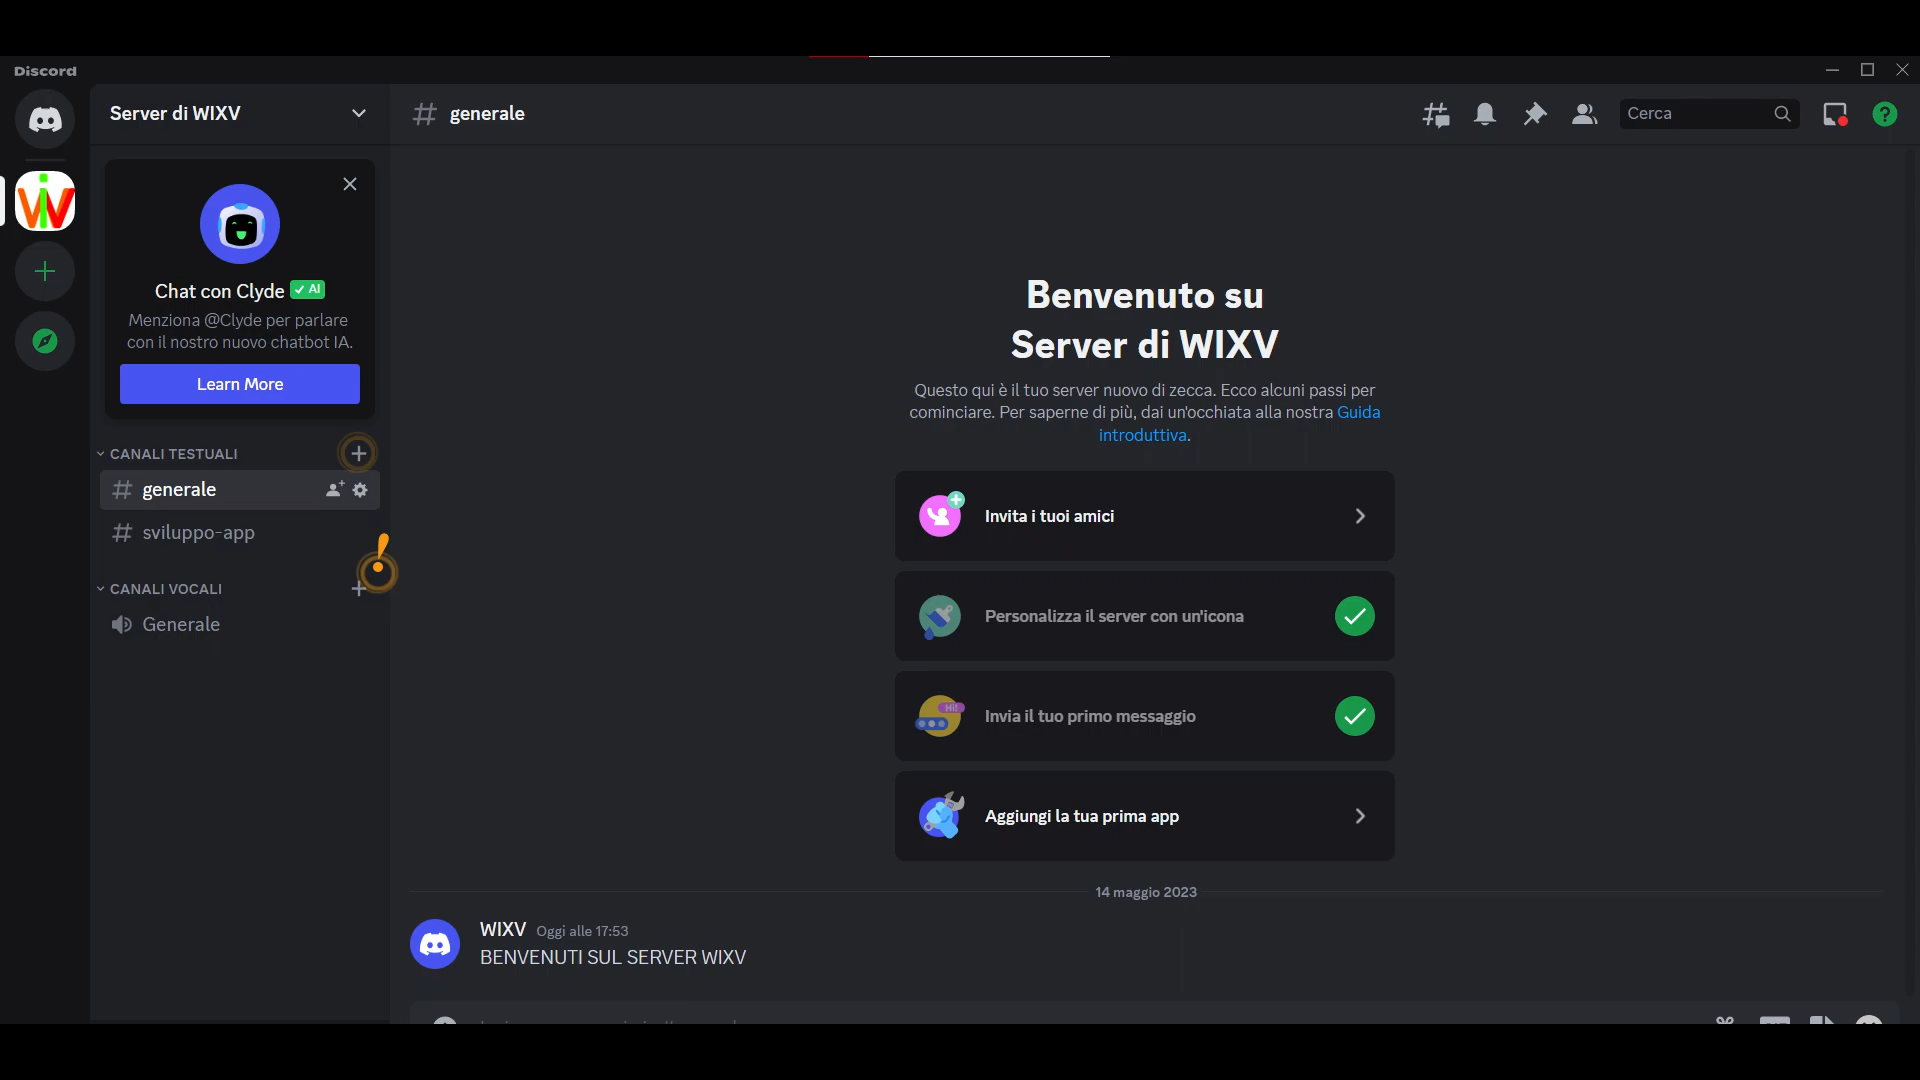 Discord
Server di WIXV
generale
Cerca
Chat con Clyde ✓ AI
Menziona @Clyde per parlare
con il nostro nuovo chatbot IA.
Learn More
CANALI TESTUALI
generale
sviluppo-app
CANALI VOCALI
Generale
Benvenuto su
Server di WIXV
Questo qui è il tuo server nuovo di zecca. Ecco alcuni passi per
cominciare. Per saperne di più, dai un'occhiata alla nostra Guida
introduttiva.
Invita i tuoi amici
Personalizza il server con un'icona
Hi!
Invia il tuo primo messaggio
Aggiungi la tua prima app
14 maggio 2023
WIXV Oggi alle 17:53
BENVENUTI SUL SERVER WIXV